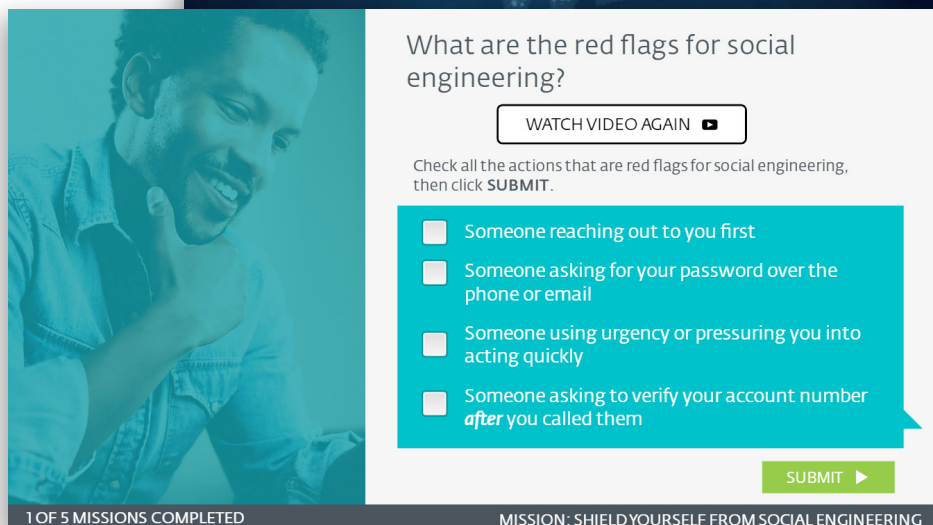 What are the red flags for social
engineering?
WATCH VIDEO AGAIN
Check all the actions that are red flags for social engineering,
then click SUBMIT.
Someone reaching out to you first
Someone asking for your password over the
phone or email
Someone using urgency or pressuring you into
acting quickly
Someone asking to verify your account number
after you called them
SUBMIT
1 OF 5 MISSIONS COMPLETED
MISSION: SHIELD YOURSELF FROM SOCIAL ENGINEERING